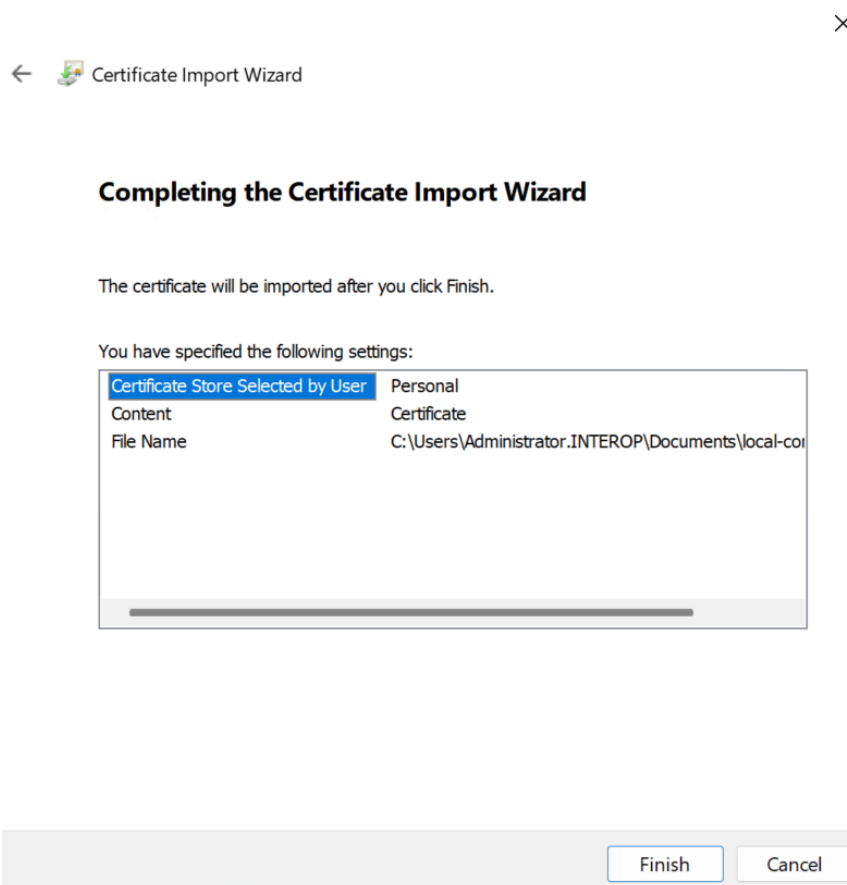 Certificate Import Wizard
Completing the Certificate Import Wizard
The certificate will be imported after you click Finish.
You have specified the following settings:
Certificate Store Selected by User Personal
Content Certificate
File Name C:\Users\Administrator.INTEROP\Documents\local-cor
Finish Cancel